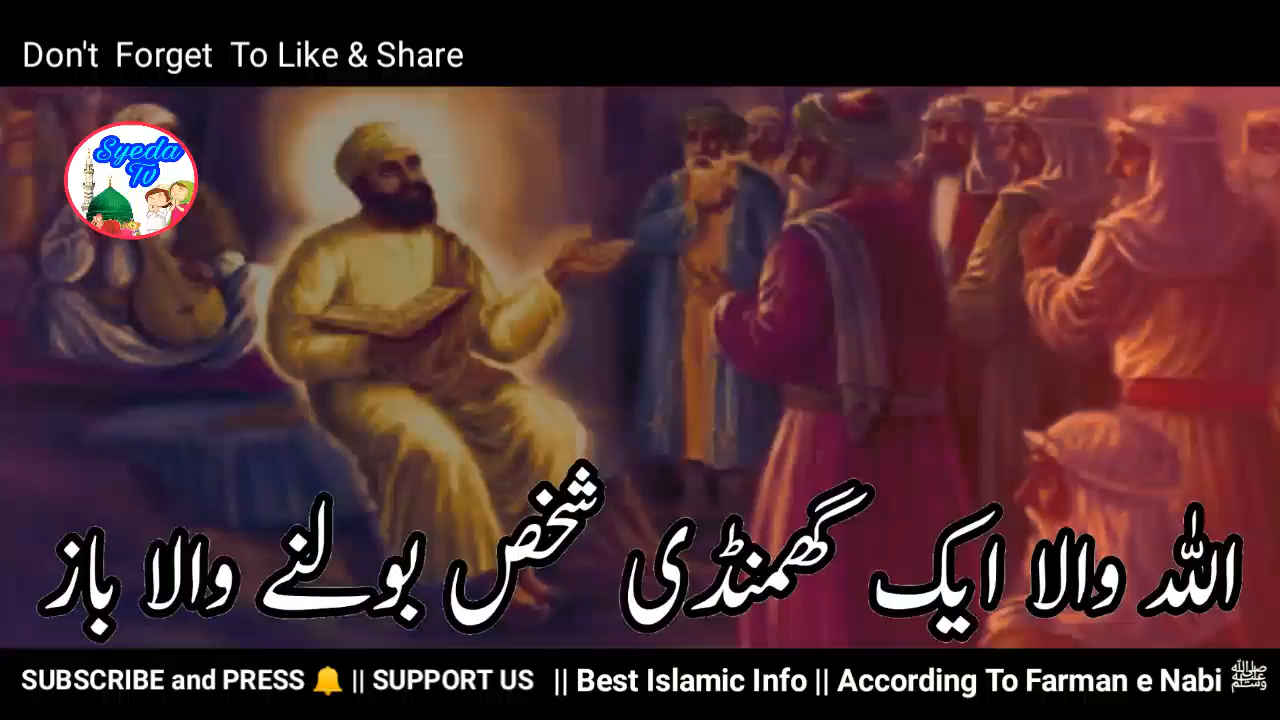 Don't Forget To Like & Share
Syeda
Tv
اللہ والا ایک گھمنڈی شخص بولنے والا باز
SUBSCRIBE and PRESS 🔔 || SUPPORT US || Best Islamic Info || According To Farman e Nabi ﷺ